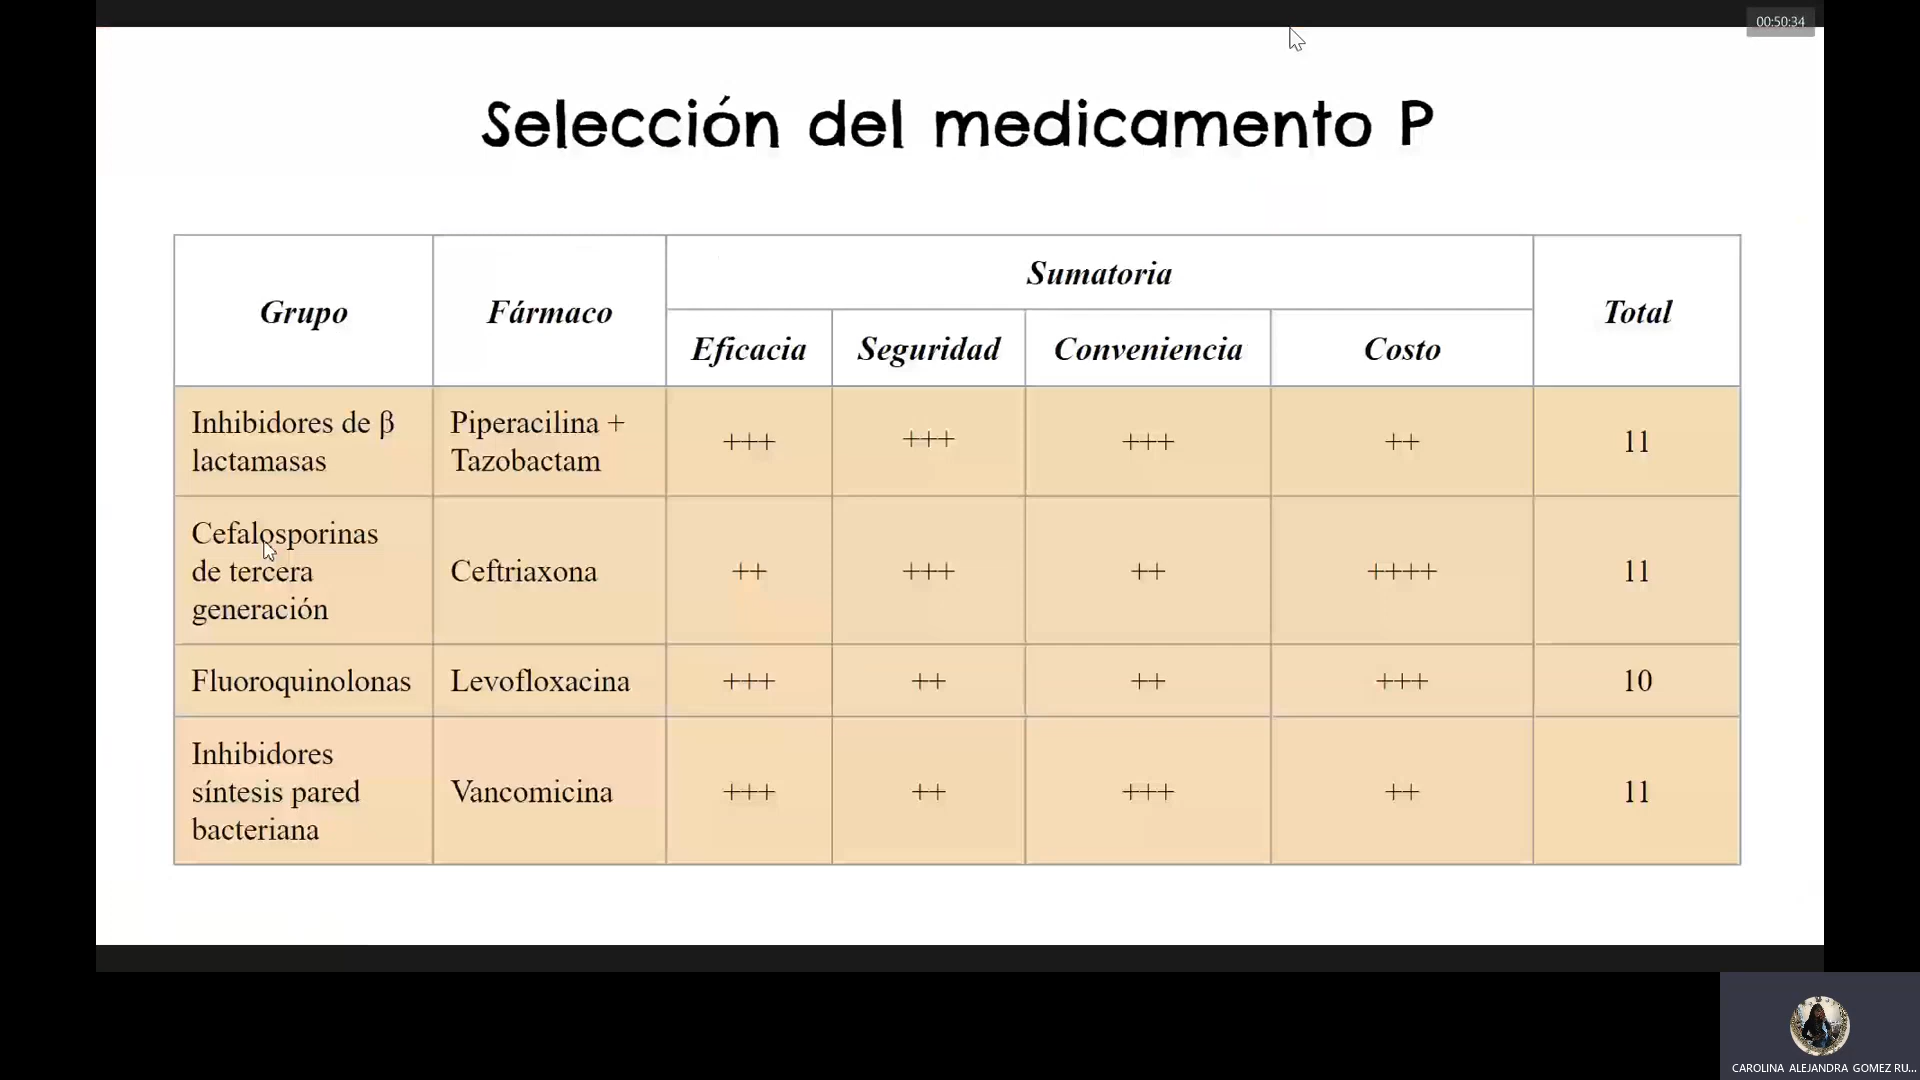 00:50:34
Selección del medicamento P
Grupo
Fármaco
Sumatoria
Total
Eficacia
Seguridad
Conveniencia
Costo
Inhibidores de β
lactamasas
Piperacilina +
Tazobactam
+++
+++
+++
++
11
Cefalosporinas
de tercera
generación
Ceftriaxona
++
+++
++
++++
11
Fluoroquinolonas
Levofloxacina
+++
++
++
+++
10
Inhibidores
síntesis pared
bacteriana
Vancomicina
+++
++
+++
++
11
CAROLINA ALEJANDRA GOMEZ RU...